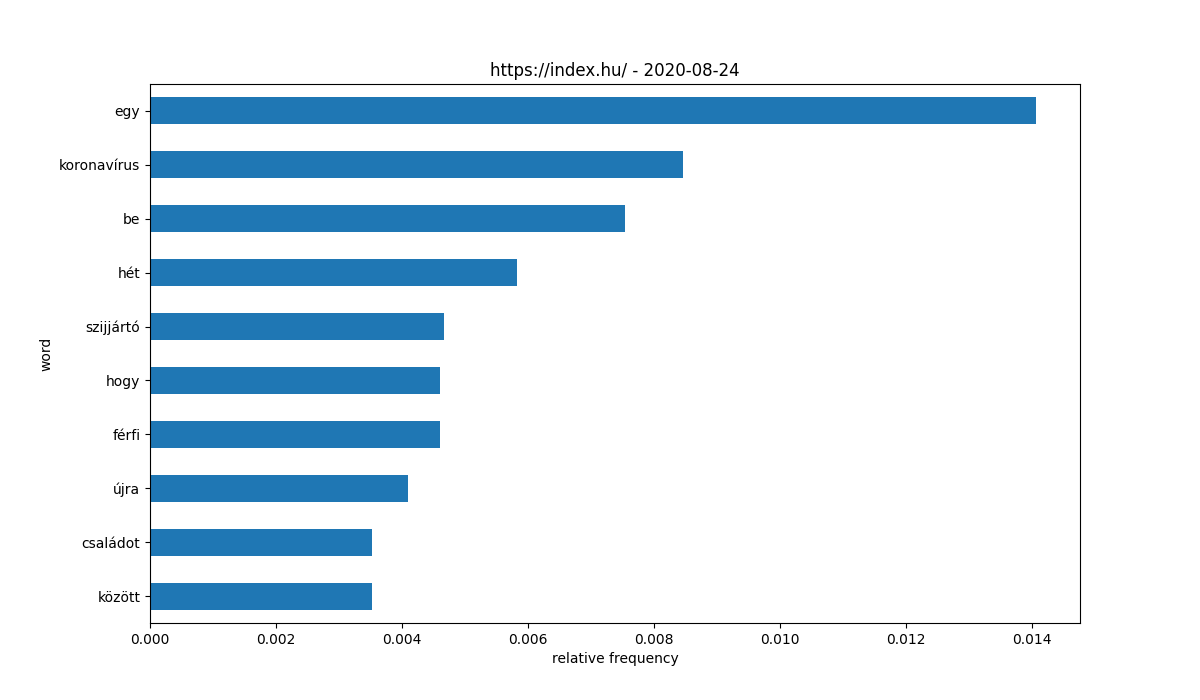 https://index.hu/ - 2020-08-24
egy
koronavírus
be
hét
szijjártó
hogy
férfi
újra
családot
között
word
0.000 0.002 0.004 0.006 0.008 0.010 0.012 0.014
relative frequency